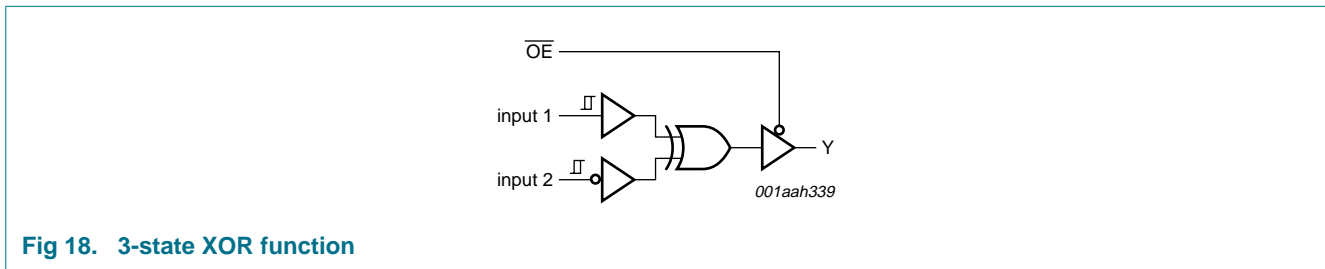 OE
input 1
input 2
Y
001aah339
Fig 18. 3-state XOR function